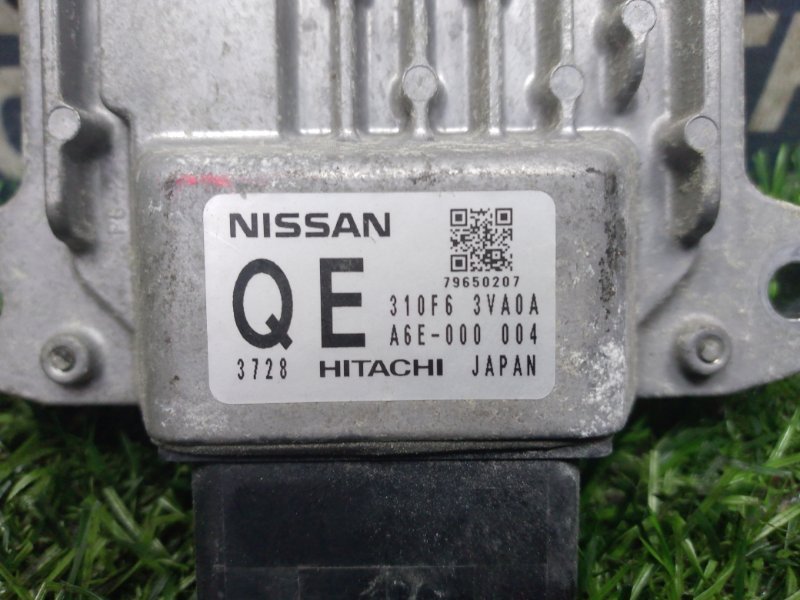 NISSAN
79650207
QE
310F6 3VA0A
A6E-000 004
3728 HITACHI JAPAN